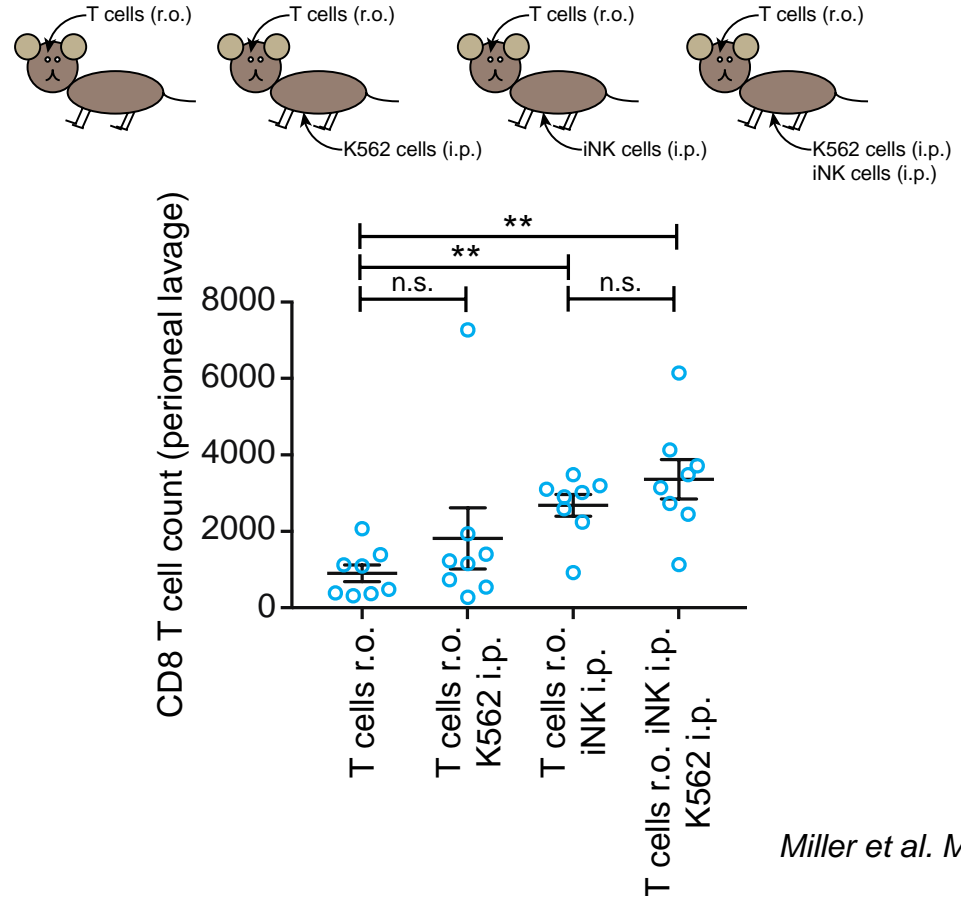 T cells (r.o.)
T cells (r.o.)
T cells (r.o.)
T cells (r.o.)
K562 cells (i.p.)
iNK cells (i.p.)
K562 cells (i.p.)
iNK cells (i.p.)
CD8 T cell count (perioneal lavage)
**
**
n.s.
n.s.
8000
6000
4000
2000
0
T cells r.o.
T cells r.o.
K562 i.p.
T cells r.o.
iNK i.p.
T cells r.o. iNK i.p.
K562 i.p.
Miller et al. M